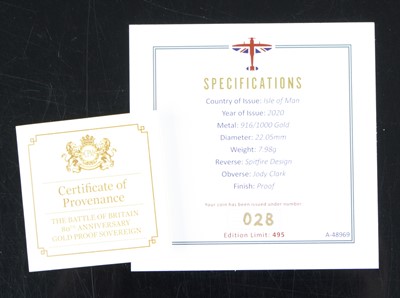 SPECIFICATIONS
Country of Issue: Isle of Man
Year of Issue: 2020
Metal: 916/1000 Gold
Diameter: 22.05mm
Weight: 7.98g
Reverse: Spitfire Design
Obverse: Jody Clark
Finish: Proof
Your coin has been issued under number:
028
Edition Limit: 495
A-48969
Certificate of
Provenance
THE BATTLE OF BRITAIN
80TH ANNIVERSARY
GOLD PROOF SOVEREIGN